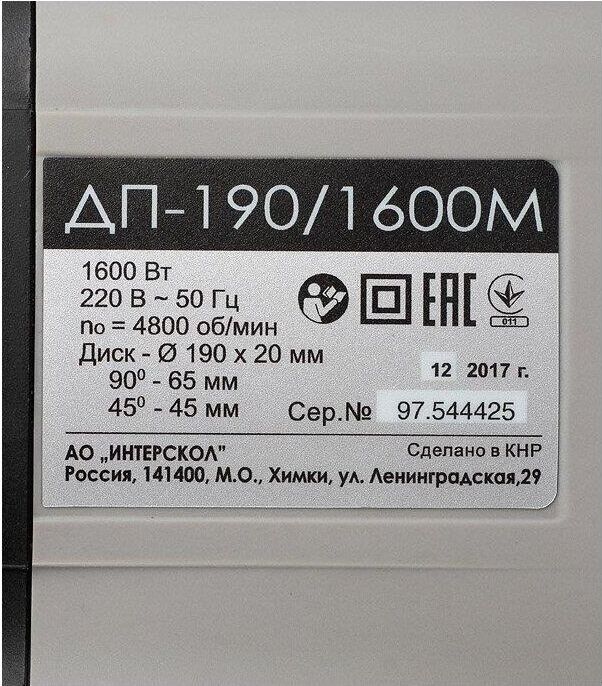 ДП-190/1600М
1600 Вт
220 В ~ 50 Гц
no = 4800 об/мин
Диск - Ø 190 x 20 мм
90⁰ - 65 мм
45⁰ - 45 мм
ЕАС
011
12 2017 г.
Сер.№ 97.544425
АО „ИНТЕРСКОЛ"
Сделано в КНР
Россия, 141400, М.О., Химки, ул. Ленинградская,29